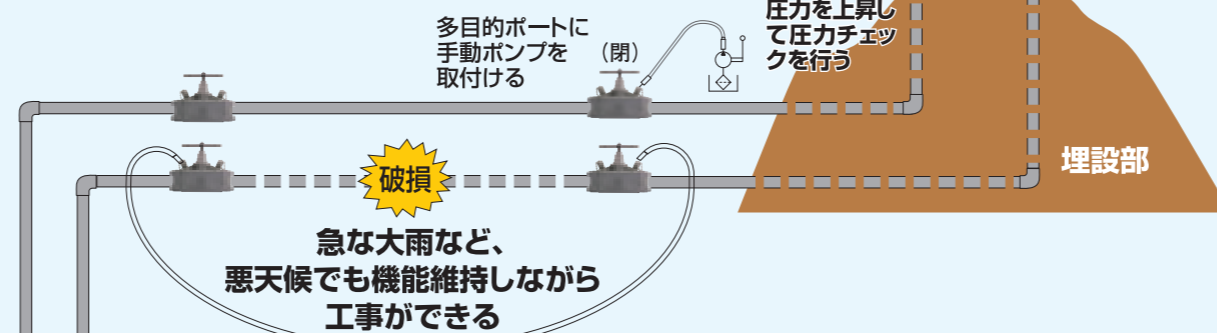 多目的ポートに
手動ポンプを
取付ける
(閉)
圧力を上昇し
て圧力チェッ
クを行う
埋設部
破損
急な大雨など、
悪天候でも機能維持しながら
工事ができる